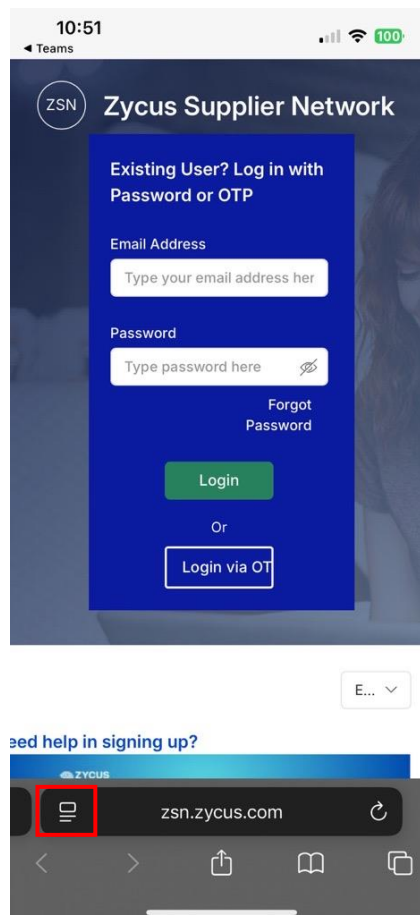 10:51
◀ Teams
100
ZSN
Zycus Supplier Network
Existing User? Log in with
Password or OTP
Email Address
Type your email address her
Password
Type password here
Forgot
Password
Login
Or
Login via OT
E...
eed help in signing up?
ZYCUS
zsn.zycus.com